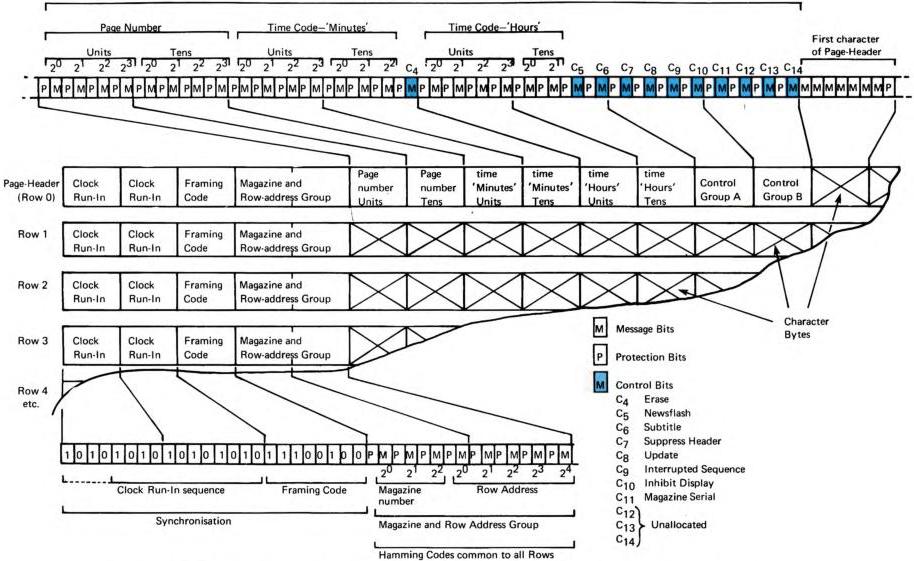 Page Number
Time Code—'Minutes'
Time Code—'Hours'
First character
of Page-Header
Units
Tens
Units
Tens
Units
Tens
2⁰ 2¹ 2² 2³ 2⁰ 2¹ 2² 2³ 2⁰ 2¹ 2² 2³ 2⁰ 2¹ 2² C₄ 2⁰ 2¹ 2² 2³ 2⁰ 2¹ C₅ C₆ C₇ C₈ C₉ C₁₀ C₁₁ C₁₂ C₁₃ C₁₄
P M P M P M P M P M P M P M P M P M P M P M P M P M P M P M P M P M P M P M P M P M P M P M P M P M P M P M P M P M P M P M P M M M M M M M M P
Page-Header
(Row 0)
Clock
Run-In
Clock
Run-In
Framing
Code
Magazine and
Row-address Group
Page
number
Units
Page
number
Tens
time
'Minutes'
Units
time
'Minutes'
Tens
time
'Hours'
Units
time
'Hours'
Tens
Control
Group A
Control
Group B
Row 1
Clock
Run-In
Clock
Run-In
Framing
Code
Magazine and
Row-address Group
Row 2
Clock
Run-In
Clock
Run-In
Framing
Code
Magazine and
Row-address Group
Row 3
Clock
Run-In
Clock
Run-In
Framing
Code
Magazine and
Row-address Group
Row 4
etc.
Character
Bytes
M Message Bits
P Protection Bits
M Control Bits
C₄ Erase
C₅ Newsflash
C₆ Subtitle
C₇ Suppress Header
C₈ Update
C₉ Interrupted Sequence
C₁₀ Inhibit Display
C₁₁ Magazine Serial
C₁₂
C₁₃ Unallocated
C₁₄
1 0 1 0 1 0 1 0 1 0 1 0 1 0 1 0 1 1 1 0 0 1 0 0 P M P M P M P M P M P M P M P M
2⁰ 2¹ 2² 2⁰ 2¹ 2² 2³ 2⁴
Clock Run-In sequence
Framing Code
Magazine
number
Row Address
Synchronisation
Magazine and Row Address Group
Hamming Codes common to all Rows